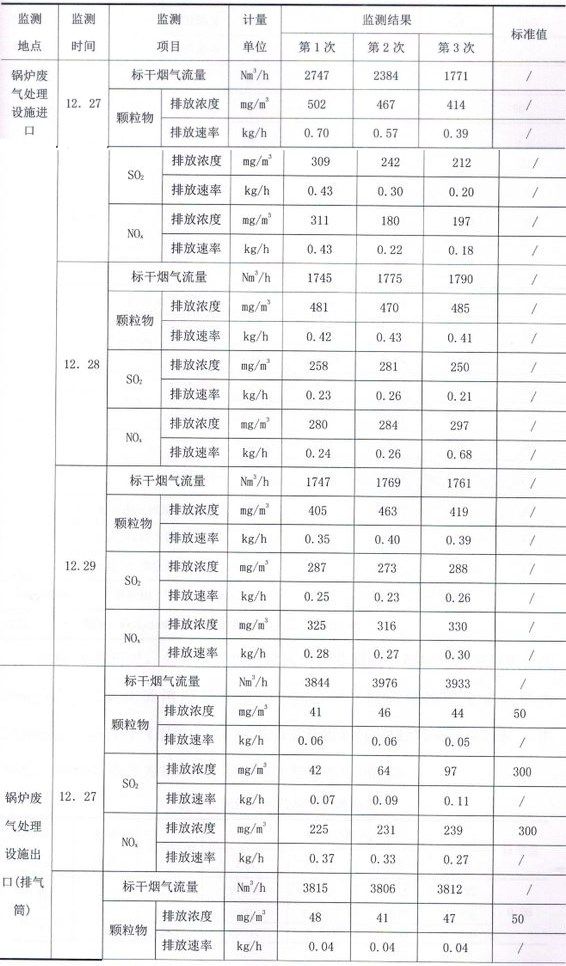 监测地点 监测时间 监测项目 计量单位 监测结果 标准值
第1次 第2次 第3次
锅炉废气处理设施进口 12.27 标干烟气流量 Nm³/h 2747 2384 1771 /
颗粒物 排放浓度 mg/m³ 502 467 414 /
排放速率 kg/h 0.70 0.57 0.39 /
SO₂ 排放浓度 mg/m³ 309 242 212 /
排放速率 kg/h 0.43 0.30 0.20 /
NOₓ 排放浓度 mg/m³ 311 180 197 /
排放速率 kg/h 0.43 0.22 0.18 /
12.28 标干烟气流量 Nm³/h 1745 1775 1790 /
颗粒物 排放浓度 mg/m³ 481 470 485 /
排放速率 kg/h 0.42 0.43 0.41 /
SO₂ 排放浓度 mg/m³ 258 281 250 /
排放速率 kg/h 0.23 0.26 0.21 /
NOₓ 排放浓度 mg/m³ 280 284 297 /
排放速率 kg/h 0.24 0.26 0.68 /
12.29 标干烟气流量 Nm³/h 1747 1769 1761 /
颗粒物 排放浓度 mg/m³ 405 463 419 /
排放速率 kg/h 0.35 0.40 0.39 /
SO₂ 排放浓度 mg/m³ 287 273 288 /
排放速率 kg/h 0.25 0.23 0.26 /
NOₓ 排放浓度 mg/m³ 325 316 330 /
排放速率 kg/h 0.28 0.27 0.30 /
锅炉废气处理设施出口(排气筒) 12.27 标干烟气流量 Nm³/h 3844 3976 3933 /
颗粒物 排放浓度 mg/m³ 41 46 44 50
排放速率 kg/h 0.06 0.06 0.05 /
SO₂ 排放浓度 mg/m³ 42 64 97 300
排放速率 kg/h 0.07 0.09 0.11 /
NOₓ 排放浓度 mg/m³ 225 231 239 300
排放速率 kg/h 0.37 0.33 0.27 /
标干烟气流量 Nm³/h 3815 3806 3812 /
颗粒物 排放浓度 mg/m³ 48 41 47 50
排放速率 kg/h 0.04 0.04 0.04 /